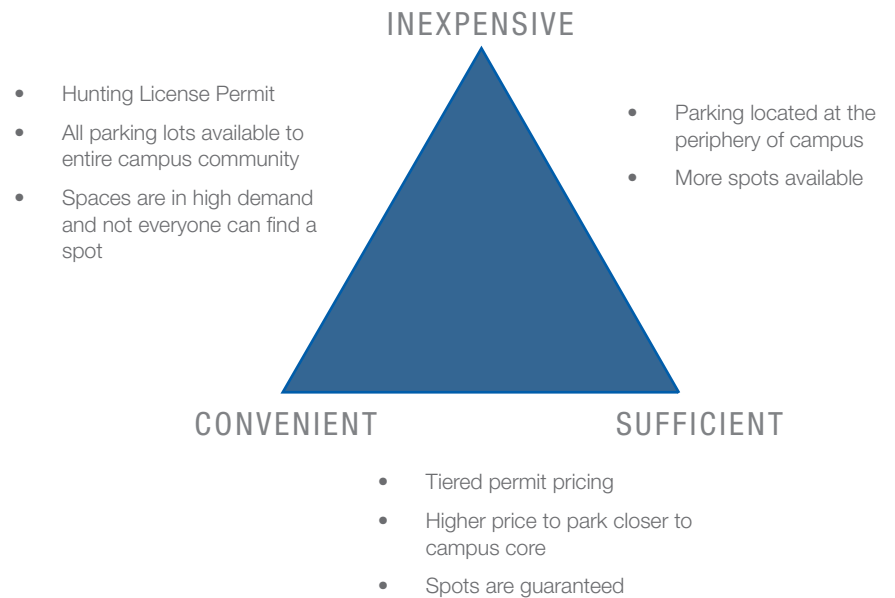 INEXPENSIVE
• Hunting License Permit
• All parking lots available to
entire campus community
• Spaces are in high demand
and not everyone can find a
spot
• Parking located at the
periphery of campus
• More spots available
CONVENIENT
SUFFICIENT
• Tiered permit pricing
• Higher price to park closer to
campus core
• Spots are guaranteed